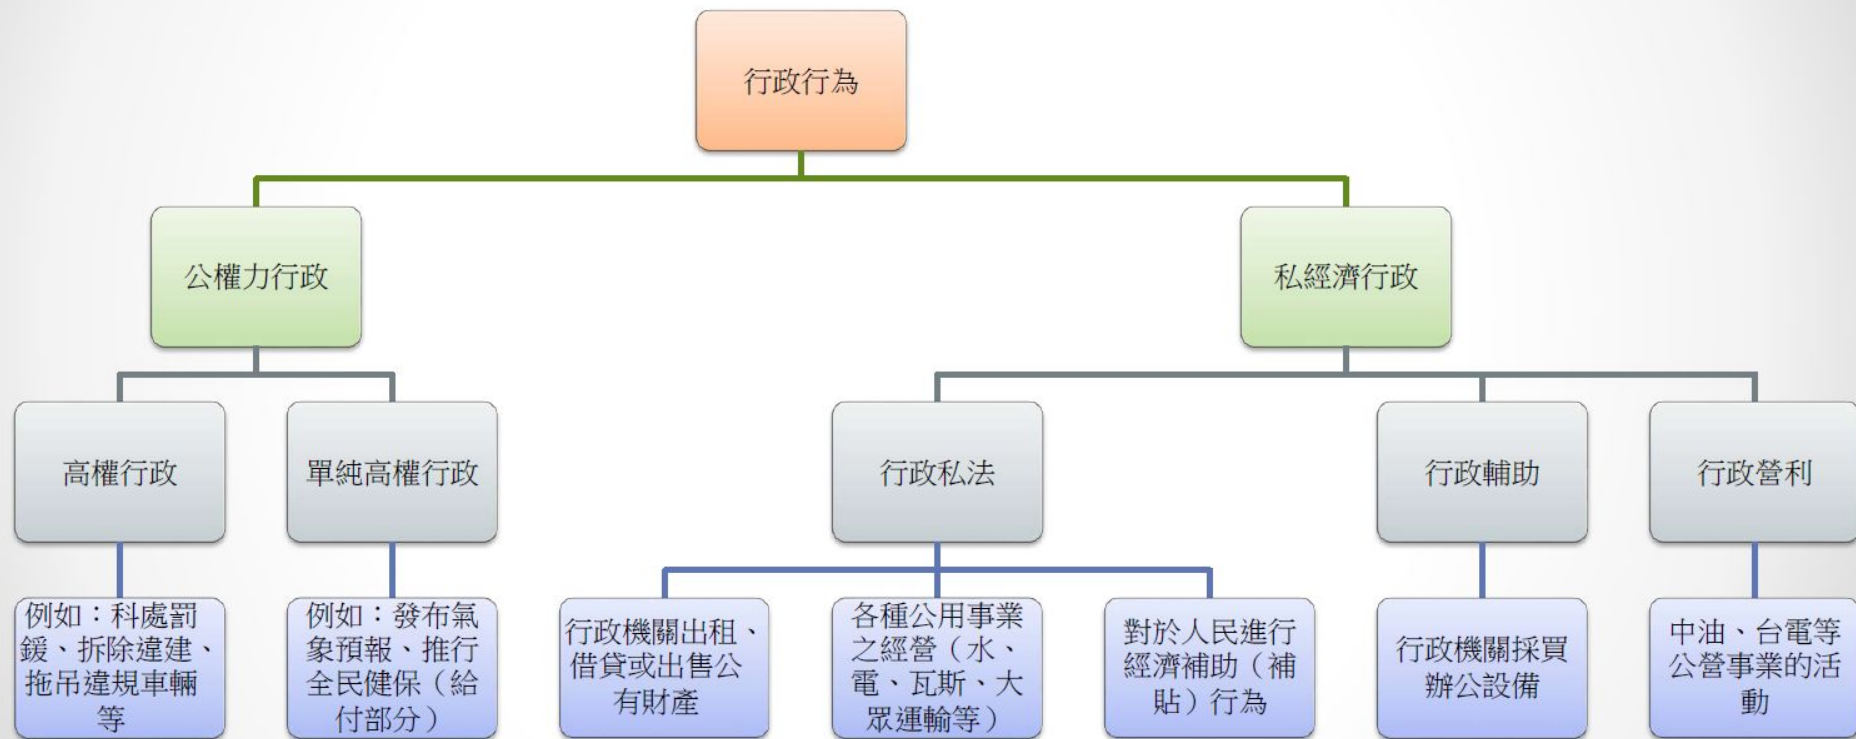 行政行為
公權力行政
私經濟行政
高權行政
單純高權行政
行政私法
行政輔助
行政營利
例如：科處罰
鍰、拆除違建、
拖吊違規車輛
等
例如：發布氣
象預報、推行
全民健保（給
付部分）
行政機關出租、
借貸或出售公
有財產
各種公用事業
之經營（水、
電、瓦斯、大
眾運輸等）
對於人民進行
經濟補助（補
貼）行為
行政機關採買
辦公設備
中油、台電等
公營事業的活
動